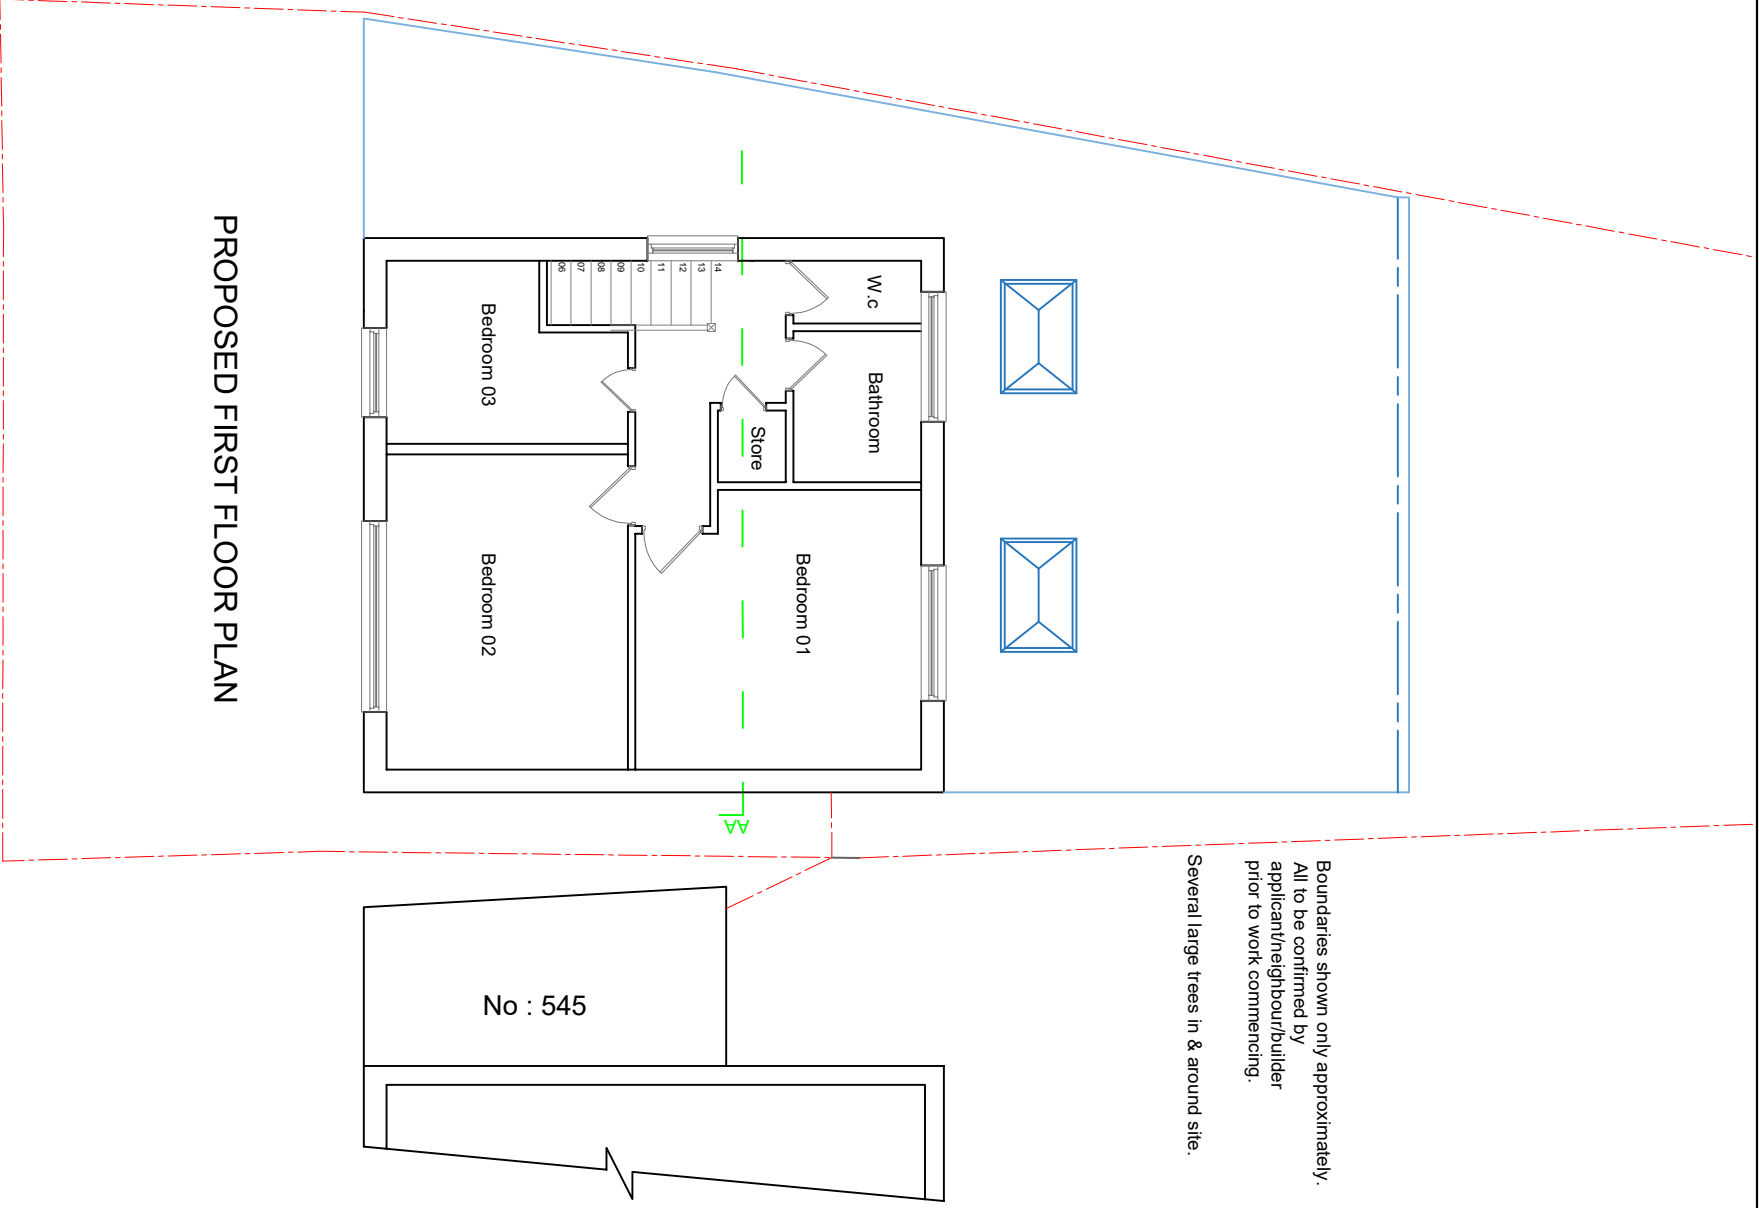 Boundaries shown only approximately.
All to be confirmed by
applicant/neighbour/builder
prior to work commencing.
Several large trees in & around site.
W.c
Bathroom
Store
Bedroom 01
14
13
12
11
10
09
08
07
06
Bedroom 03
Bedroom 02
AA
No : 545
PROPOSED FIRST FLOOR PLAN